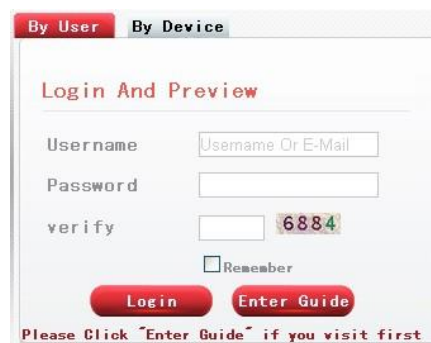 By User By Device
Login And Preview
Username Username Or E-Mail
Password
verify 6884
Remember
Login Enter Guide
Please Click "Enter Guide" if you visit first